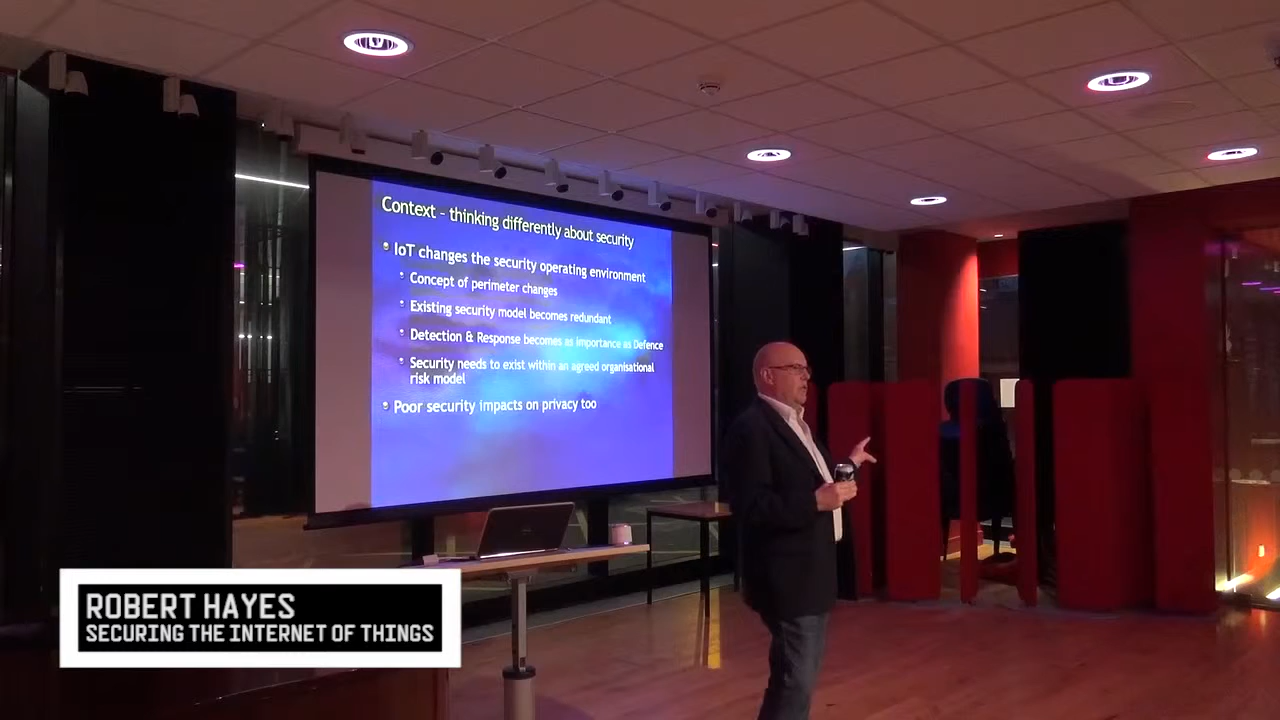 Context - thinking differently about security
IoT changes the security operating environment
Concept of perimeter changes
Existing security model becomes redundant
Detection & Response becomes as importance as Defence
Security needs to exist within an agreed organisational
risk model
Poor security impacts on privacy too
ROBERT HAYES
SECURING THE INTERNET OF THINGS